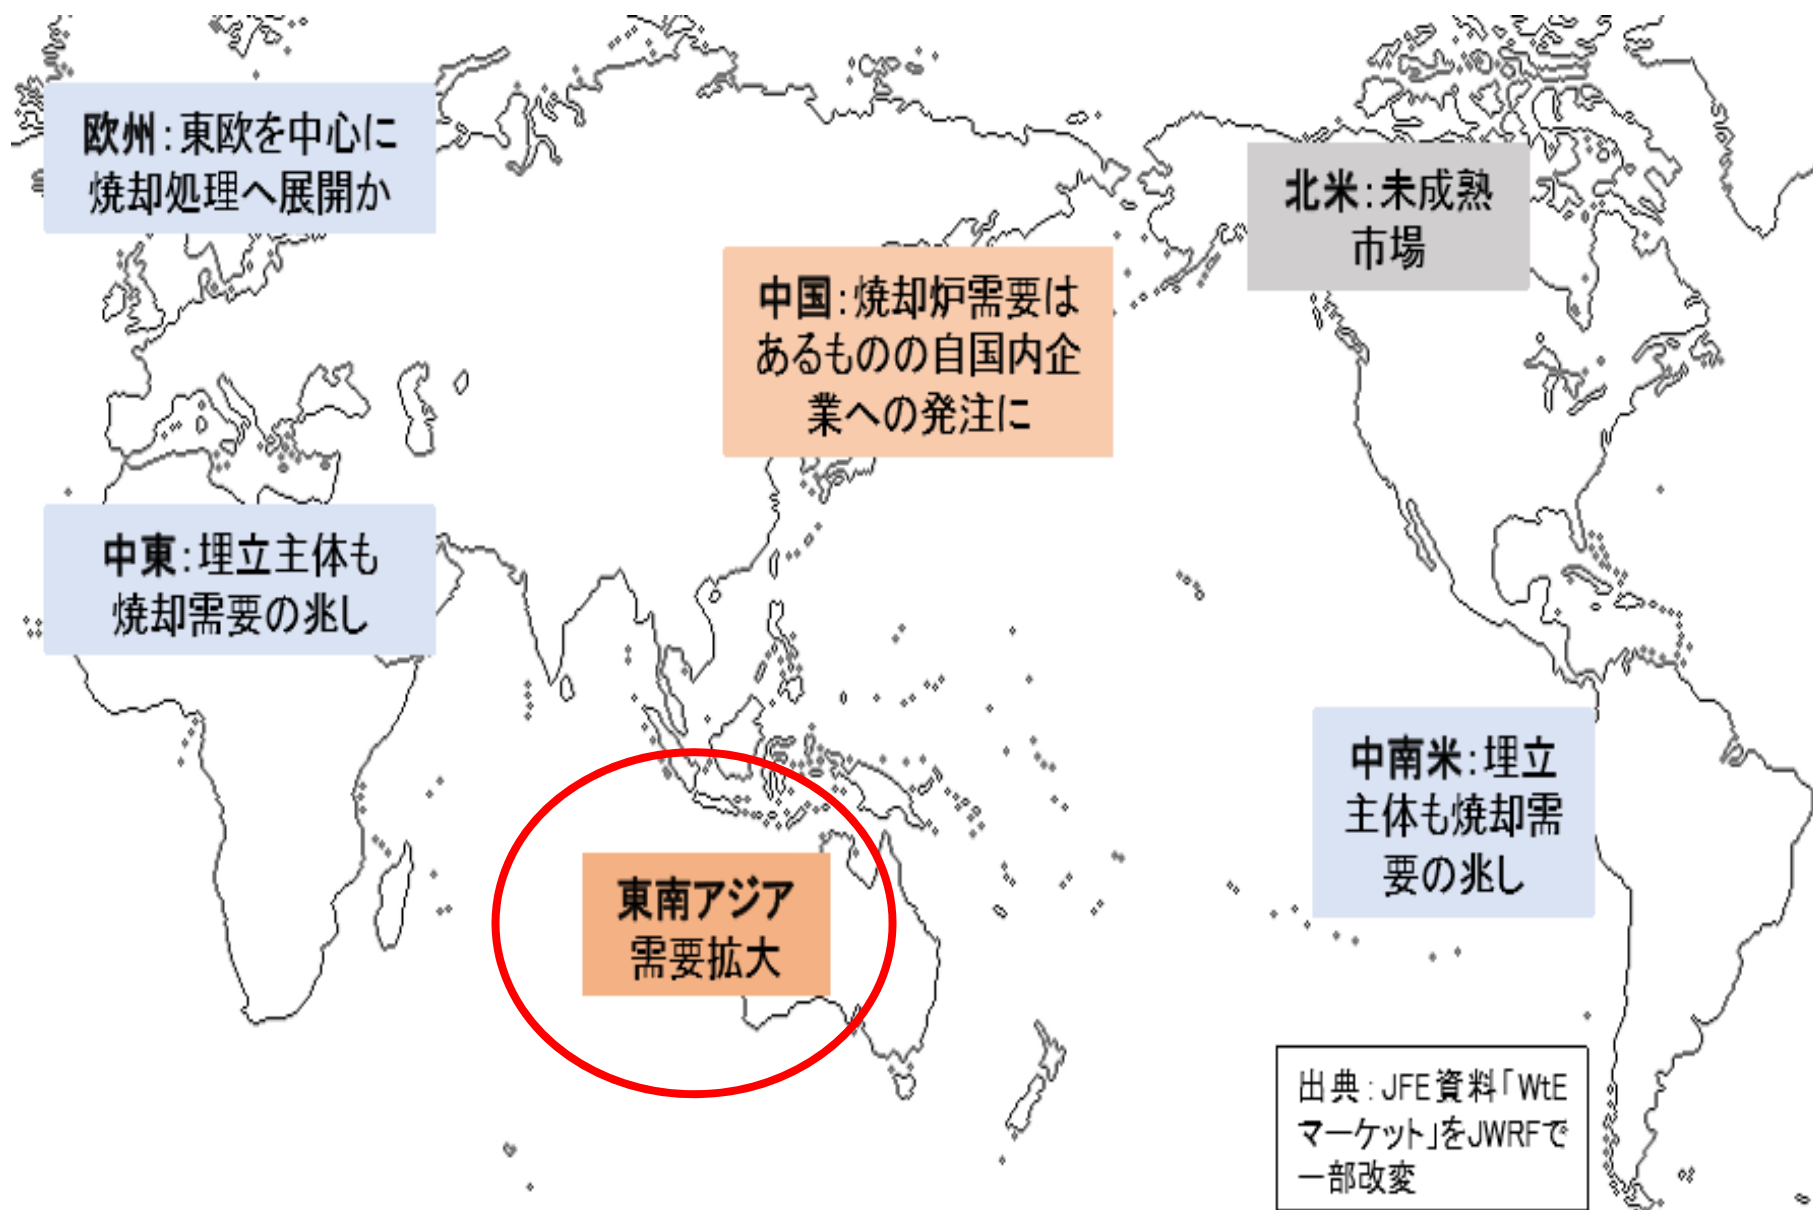 欧州：東欧を中心に
焼却処理へ展開か
北米：未成熟
市場
中国：焼却炉需要は
あるものの自国内企
業への発注に
中東：埋立主体も
焼却需要の兆し
中南米：埋立
主体も焼却需
要の兆し
東南アジア
需要拡大
出典：JFE資料「WtE
マーケット」をJWRFで
一部改変